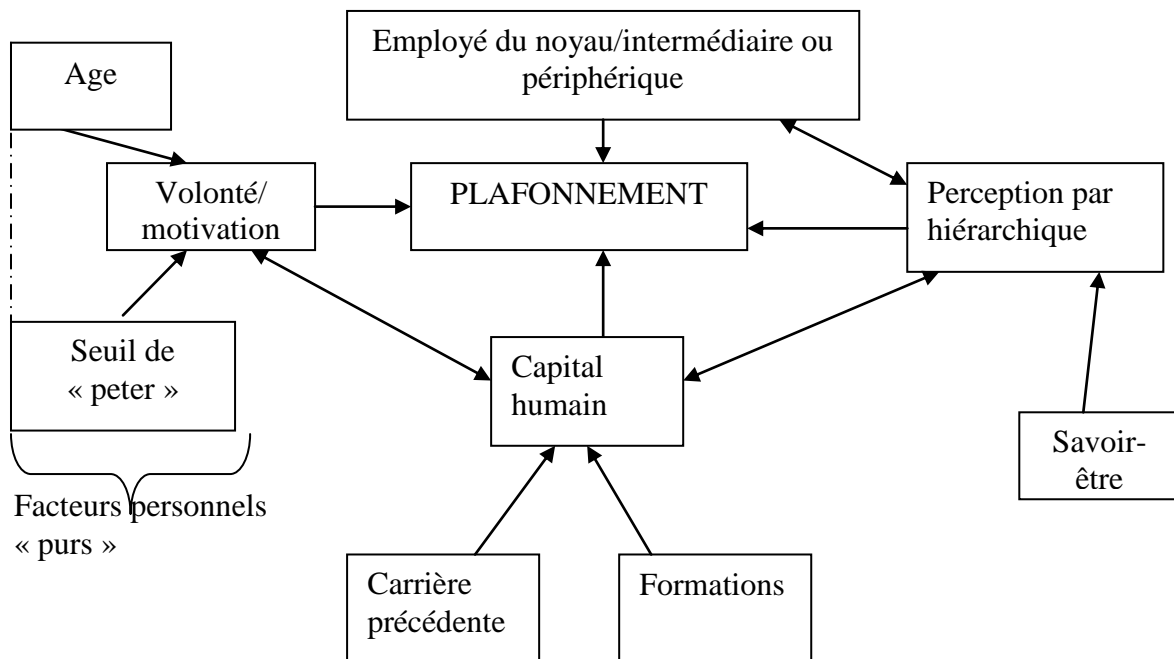 Employé du noyau/intermédiaire ou
périphérique
Age
Volonté/
motivation
PLAFONNEMENT
Perception par
hiérarchique
Seuil de
« peter »
Capital
humain
Savoir-
être
Facteurs personnels
« purs »
Carrière
précédente
Formations